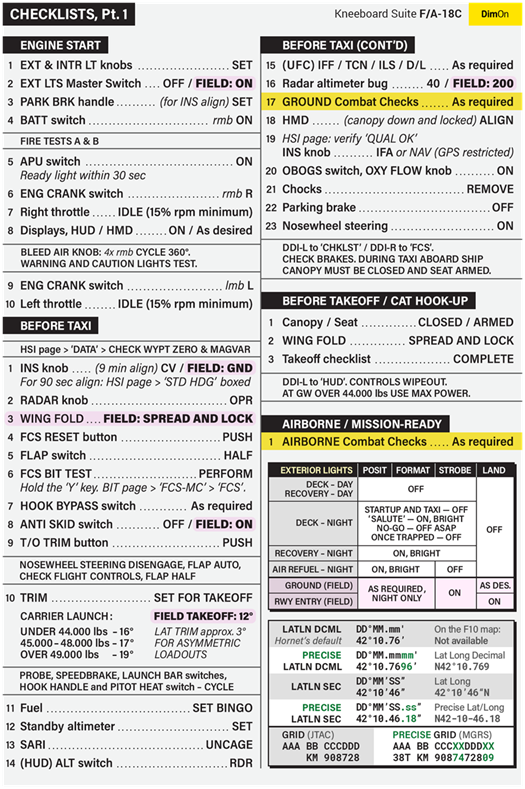 CHECKLISTS, Pt. 1
Kneeboard Suite F/A-18C
DimOn
ENGINE START
1 EXT & INTR LT knobs ..... SET
2 EXT LTS Master Switch .... OFF / FIELD: ON
3 PARK BRK handle .... (for INS align) SET
4 BATT switch ..... rmb ON
FIRE TESTS A & B
5 APU switch ..... ON
Ready light within 30 sec
6 ENG CRANK switch ..... rmb R
7 Right throttle ...... IDLE (15% rpm minimum)
8 Displays, HUD / HMD ..... ON / As desired
BLEED AIR KNOB: 4x rmb CYCLE 360°.
WARNING AND CAUTION LIGHTS TEST.
9 ENG CRANK switch ..... lmb L
10 Left throttle ..... IDLE (15% rpm minimum)
BEFORE TAXI
HSI page > 'DATA' > CHECK WYPT ZERO & MAGVAR
1 INS knob ..... (9 min align) CV / FIELD: GND
For 90 sec align: HSI page > 'STD HDG' boxed
2 RADAR knob ..... OPR
3 WING FOLD .... FIELD: SPREAD AND LOCK
4 FCS RESET button ..... PUSH
5 FLAP switch ..... HALF
6 FCS BIT TEST ..... PERFORM
Hold the 'Y' key. BIT page > 'FCS-MC' > 'FCS'.
7 HOOK BYPASS switch ..... As required
8 ANTI SKID switch ..... OFF / FIELD: ON
9 T/O TRIM button ..... PUSH
NOSEWHEEL STEERING DISENGAGE, FLAP AUTO,
CHECK FLIGHT CONTROLS, FLAP HALF
10 TRIM ..... SET FOR TAKEOFF
CARRIER LAUNCH: FIELD TAKEOFF: 12°
UNDER 44.000 lbs – 16° LAT TRIM approx. 3°
45.000 - 48.000 lbs – 17° FOR ASYMMETRIC
OVER 49.000 lbs – 19° LOADOUTS
PROBE, SPEEDBRAKE, LAUNCH BAR switches,
HOOK HANDLE and PITOT HEAT switch – CYCLE
11 Fuel ..... SET BINGO
12 Standby altimeter ..... SET
13 SARI ..... UNCAGE
14 (HUD) ALT switch ..... RDR
BEFORE TAXI (CONT'D)
15 (UFC) IFF / TCN / ILS / D/L ..... As required
16 Radar altimeter bug ....... 40 / FIELD: 200
17 GROUND Combat Checks ..... As required
18 HMD ..... (canopy down and locked) ALIGN
19 HSI page: verify 'QUAL OK'
INS knob ..... IFA or NAV (GPS restricted)
20 OBOGS switch, OXY FLOW knob ..... ON
21 Chocks ..... REMOVE
22 Parking brake ..... OFF
23 Nosewheel steering ..... ON
DDI-L to 'CHKLST' / DDI-R to 'FCS'.
CHECK BRAKES. DURING TAXI ABOARD SHIP
CANOPY MUST BE CLOSED AND SEAT ARMED.
BEFORE TAKEOFF / CAT HOOK-UP
1 Canopy / Seat ..... CLOSED / ARMED
2 WING FOLD ..... SPREAD AND LOCK
3 Takeoff checklist ..... COMPLETE
DDI-L to 'HUD'. CONTROLS WIPEOUT.
AT GW OVER 44.000 lbs USE MAX POWER.
AIRBORNE / MISSION-READY
1 AIRBORNE Combat Checks ..... As required
EXTERIOR LIGHTS POSIT FORMAT STROBE LAND
DECK – DAY
RECOVERY – DAY
OFF
DECK – NIGHT
STARTUP AND TAXI — OFF
'SALUTE' — ON, BRIGHT
NO-GO — OFF ASAP
ONCE TRAPPED — OFF
OFF
RECOVERY – NIGHT ON, BRIGHT
AIR REFUEL – NIGHT ON, BRIGHT OFF
GROUND (FIELD) AS REQUIRED, NIGHT ONLY ON AS DES.
RWY ENTRY (FIELD) ON
LATLN DCML DD°MM.mm' On the F10 map:
Hornet's default 42°10.76' Not available
PRECISE DD°MM.mmmm' Lat Long Decimal
LATLN DCML 42°10.7696' N42°10.769
LATLN SEC DD°MM'SS" Lat Long
42°10'46" 42°10'46"N
PRECISE DD°MM'SS.ss" Precise Lat/Long
LATLN SEC 42°10.46.18" N42-10-46.18
GRID (JTAC) PRECISE GRID (MGRS)
AAA BB CCCDDD AAA BB CCCXXDDDXX
KM 908728 38T KM 9087472809